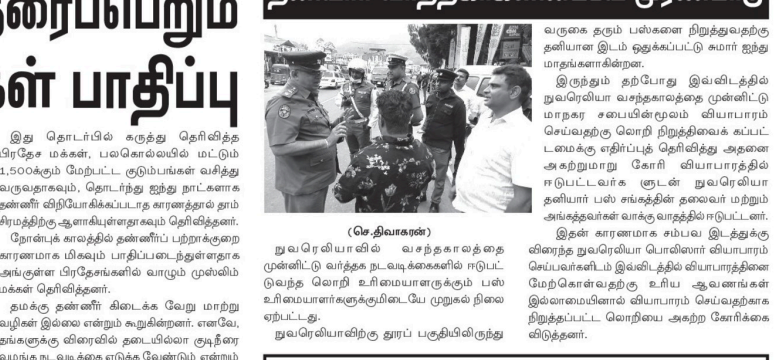 கள் பாதிப்பு
இது தொடர்பில் கருத்து தெரிவித்த
பிரதேச மக்கள், பலகொல்லயில் மட்டும்
1,500க்கும் மேற்பட்ட குடும்பங்கள் வசித்து
வருவதாகவும், தொடர்ந்து ஐந்து நாட்களாக
தண்ணீர் விநியோகிக்கப்படாத காரணத்தால் தாம்
சிரமத்திற்கு ஆளாகியுள்ளதாகவும் தெரிவித்தனர்.
நோன்புக் காலத்தில் தண்ணீர்ப் பற்றாக்குறை
காரணமாக மிகவும் பாதிப்படைந்துள்ளதாக
அங்குள்ள பிரதேசங்களில் வாழும் முஸ்லிம்
மக்கள் தெரிவித்தனர்.
தமக்கு தண்ணீர் கிடைக்க வேறு மாற்று
வழிகள் இல்லை என்றும் கூறுகின்றனர். எனவே,
தங்களுக்கு விரைவில் தடையில்லா குடிநீரை
வழங்க நடவடிக்கை எடுக்க வேண்டும் என்றும்
(செ.திவாகரன்)
நுவரெலியாவில் வசந்தகாலத்தை
முன்னிட்டு வர்த்தக நடவடிக்கைகளில் ஈடுபட்
டுவந்த லொறி உரிமையாளருக்கும் பஸ்
உரிமையாளர்களுக்குமிடையே முறுகல் நிலை
ஏற்பட்டது.
நுவரெலியாவிற்கு தூரப் பகுதியிலிருந்து
வருகை தரும் பஸ்களை நிறுத்துவதற்கு
தனியான இடம் ஒதுக்கப்பட்டு சுமார் ஐந்து
மாதங்களாகின்றன.
இருந்தும் தற்போது இவ்விடத்தில்
நுவரெலியா வசந்தகாலத்தை முன்னிட்டு
மாநகர சபையின்மூலம் வியாபாரம்
செய்வதற்கு லொறி நிறுத்திவைக் கப்பட்
டமைக்கு எதிர்ப்புத் தெரிவித்து அதனை
அகற்றுமாறு கோரி வியாபாரத்தில்
ஈடுபட்டவர்க ளுடன் நுவரெலியா
தனியார் பஸ் சங்கத்தின் தலைவர் மற்றும்
அங்கத்தவர்கள் வாக்கு வாதத்தில் ஈடுபட்டனர்.
இதன் காரணமாக சம்பவ இடத்துக்கு
விரைந்த நுவரெலியா பொலிஸார் வியாபாரம்
செய்பவர்களிடம் இவ்விடத்தில் வியாபாரத்தினை
மேற்கொள்வதற்கு உரிய ஆவணங்கள்
இல்லாமையினால் வியாபாரம் செய்வதற்காக
நிறுத்தப்பட்ட லொறியை அகற்ற கோரிக்கை
விடுத்தனர்.